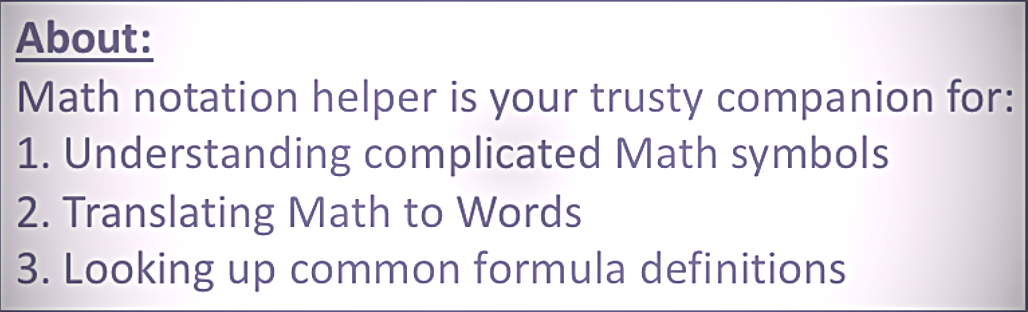 About:
Math notation helper is your trusty companion for:
1. Understanding complicated Math symbols
2. Translating Math to Words
3. Looking up common formula definitions